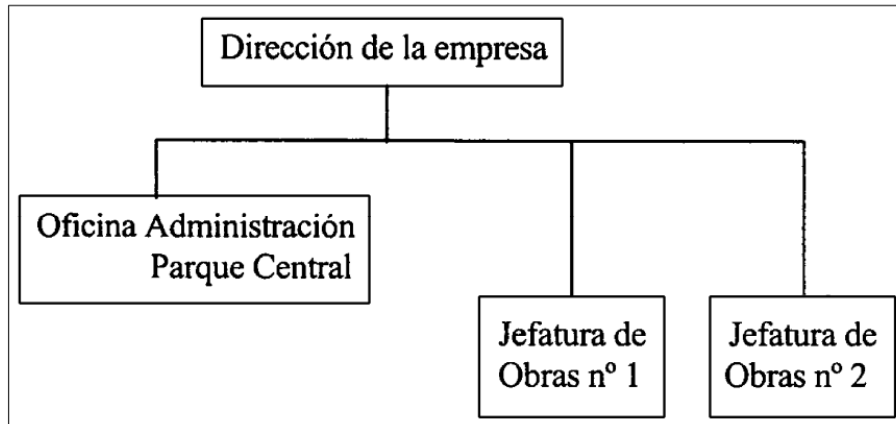 Dirección de la empresa
Oficina Administración
Parque Central
Jefatura de
Obras nº 1
Jefatura de
Obras nº 2